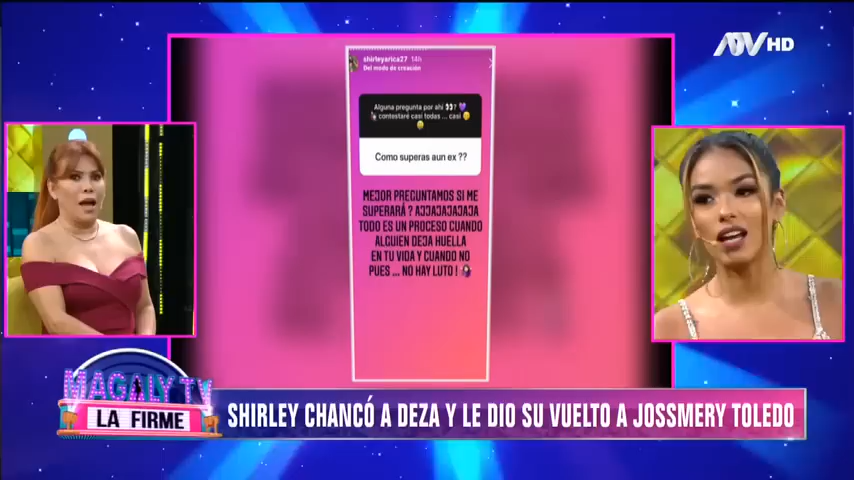 ATV HD
shirleyarica27 14h
Del modo de creación
Alguna pregunta por ahí 👀? 💜
contestaré casi todas ... casi
Como superas aun ex ??
MEJOR PREGUNTAMOS SI ME
SUPERARÁ ? AJJAJAJAJAJA
TODO ES UN PROCESO CUANDO
ALGUIEN DEJA HUELLA
EN TU VIDA Y CUANDO NO
PUES ... NO HAY LUTO !
MAGALY TV
LA FIRME
SHIRLEY CHANCÓ A DEZA Y LE DIO SU VUELTO A JOSSMERY TOLEDO